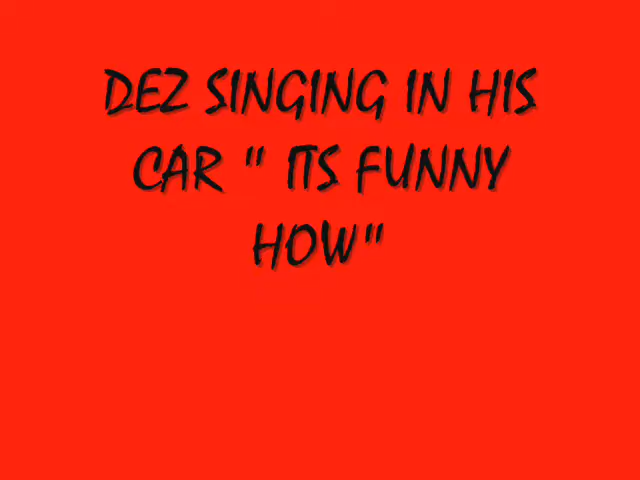 DEZ SINGING IN HIS
CAR " ITS FUNNY
HOW"